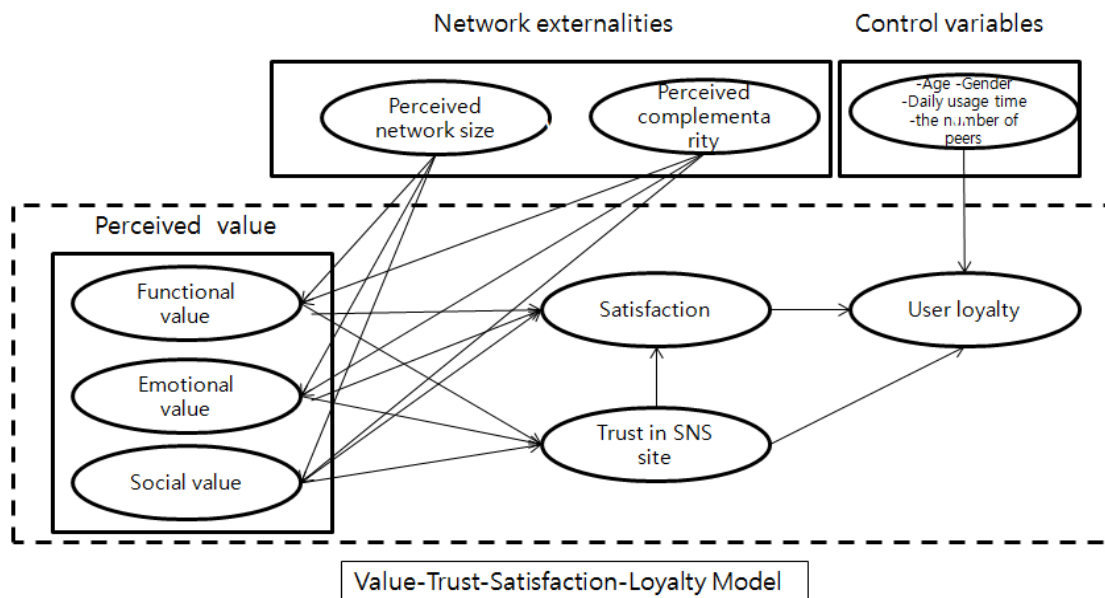 Network externalities
Control variables
Perceived
network size
Perceived
complementa
rity
-Age -Gender
-Daily usage time
-the number of
peers
Perceived value
Functional
value
Satisfaction
User loyalty
Emotional
value
Trust in SNS
site
Social value
Value-Trust-Satisfaction-Loyalty Model